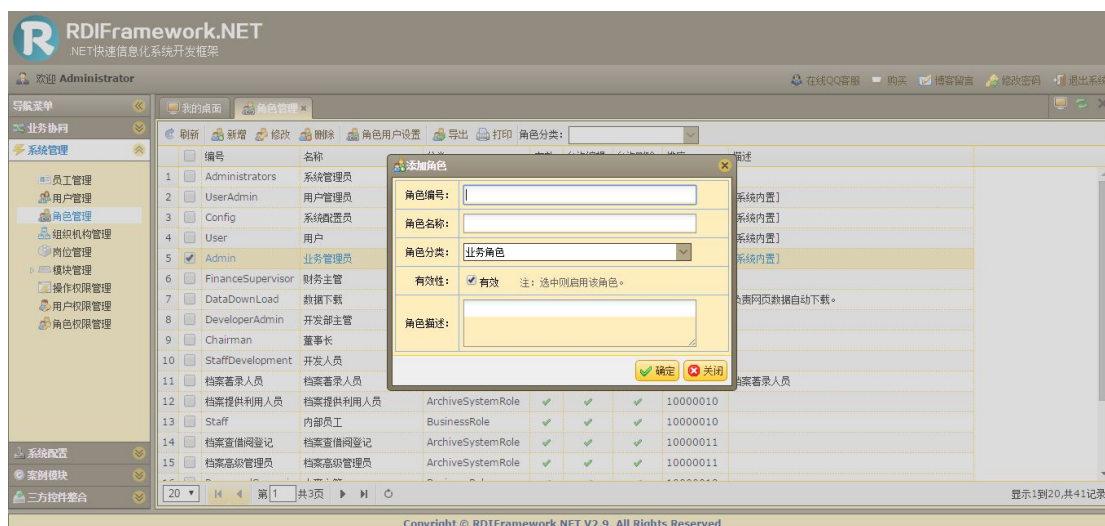 RDIFramework.NET
.NET快速信息化系统开发框架
欢迎 Administrator 在线QQ客服 购买 博客留言 修改密码 退出系统
导航菜单 我的桌面 角色管理
业务协同 刷新 新增 修改 删除 角色用户设置 导出 打印 角色分类:
系统管理 编号 名称 描述
员工管理
用户管理
角色管理
组织机构管理
岗位管理
模块管理
操作权限管理
用户权限管理
角色权限管理
系统配置
案例模块
三方控件整合
1 Administrators 系统管理员
2 UserAdmin 用户管理员 系统内置]
3 Config 系统配置员 系统内置]
4 User 用户 系统内置]
5 Admin 业务管理员 系统内置]
6 FinanceSupervisor 财务主管
7 DataDownLoad 数据下载 责网页数据自动下载。
8 DeveloperAdmin 开发部主管
9 Chairman 董事长
10 StaffDevelopment 开发人员
11 档案著录人员 档案著录人员 档案著录人员
12 档案提供利用人员 档案提供利用人员 ArchiveSystemRole 10000010
13 Staff 内部员工 BusinessRole 10000010
14 档案查借阅登记 档案查借阅登记 ArchiveSystemRole 10000011
15 档案高级管理员 档案高级管理员 ArchiveSystemRole 10000011
添加角色
角色编号:
角色名称:
角色分类: 业务角色
有效性: 有效 注: 选中则启用该角色。
角色描述:
确定 关闭
20 第 1 共3页 显示1到20,共41记录
Copyright © RDIFramework.NET V2.9 All Rights Reserved